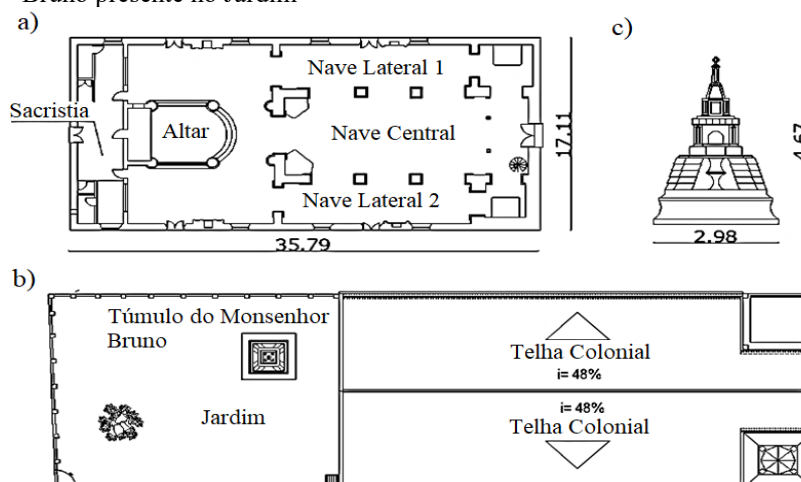 Bruno presente no Jardim
a)
Nave Lateral 1
Sacristia
Altar
Nave Central
Nave Lateral 2
17.11
35.79
c)
4.67
2.98
b)
Túmulo do Monsenhor
Bruno
Jardim
Telha Colonial
i= 48%
i= 48%
Telha Colonial